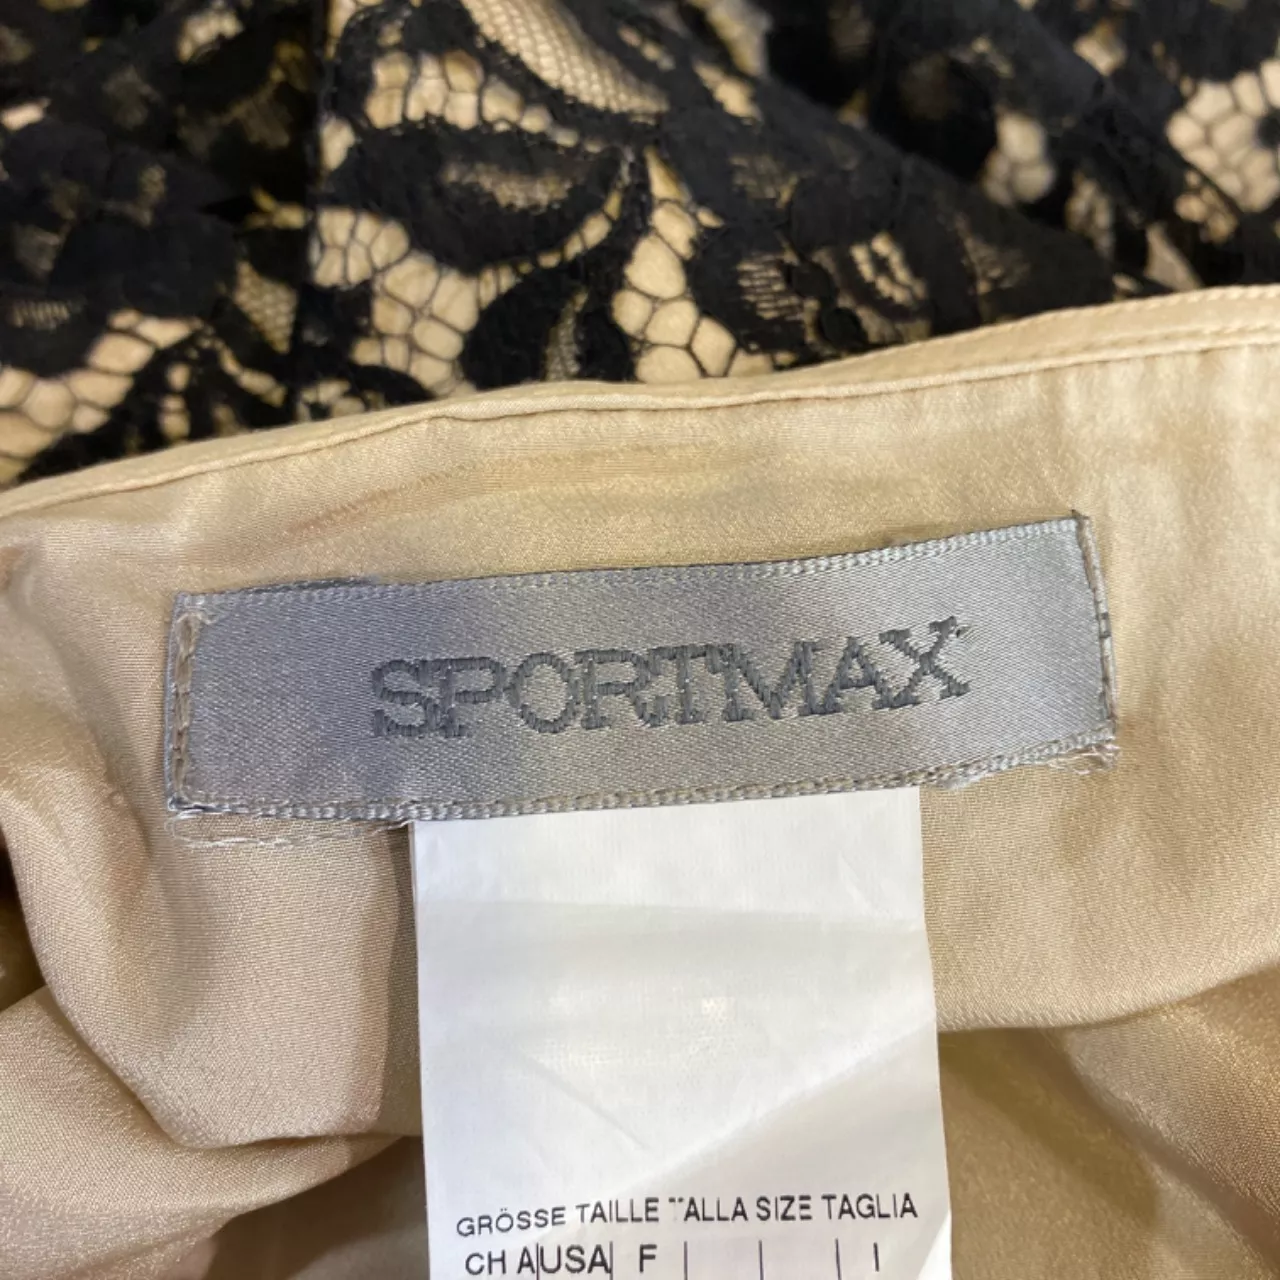 SPORTMAX
GRÖSSE TAILLE TALLA SIZE TAGLIA
CH A|USA| F | | | I